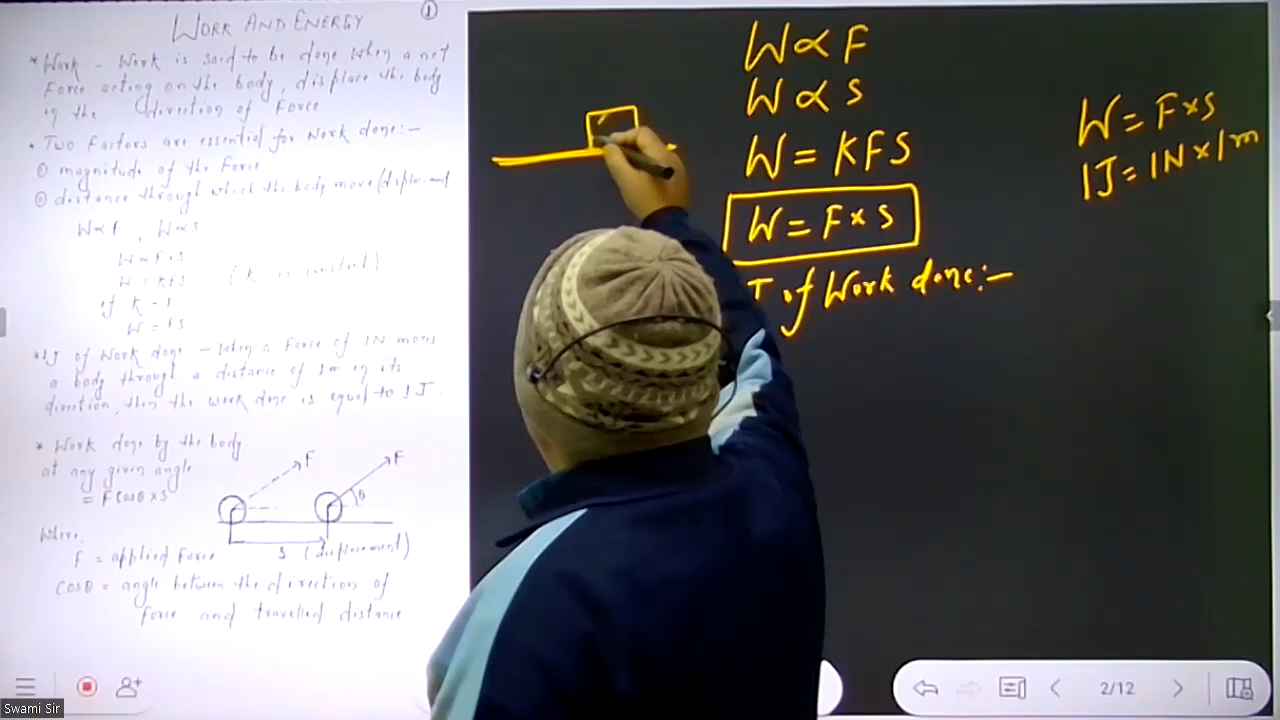 WORK AND ENERGY
1
* Work - Work is said to be done when a net
Force acting on the body, displace the body
in the direction of Force
• Two Factors are essential for Work done:-
① magnitude of the Force
② distance through which the body move (displacment
W∝F , W∝S
W∝F.S
W = KFS (K is constant)
if K = 1
W = FS
*1J of Work done - When a Force of 1N moves
a body through a distance of 1m in its
direction, then the work done is equal to 1J.
* Work done by the body
at any given angle
= Fcosθ×S
F
F
θ
S (displacement)
Where,
F = applied Force
Cosθ = angle between the direction of
force and travelled distance
W∝F
W∝S
W = KFS
W = F×S
J of Work done:-
W = F×S
1J = 1N×1m
2/12
Swami Sir